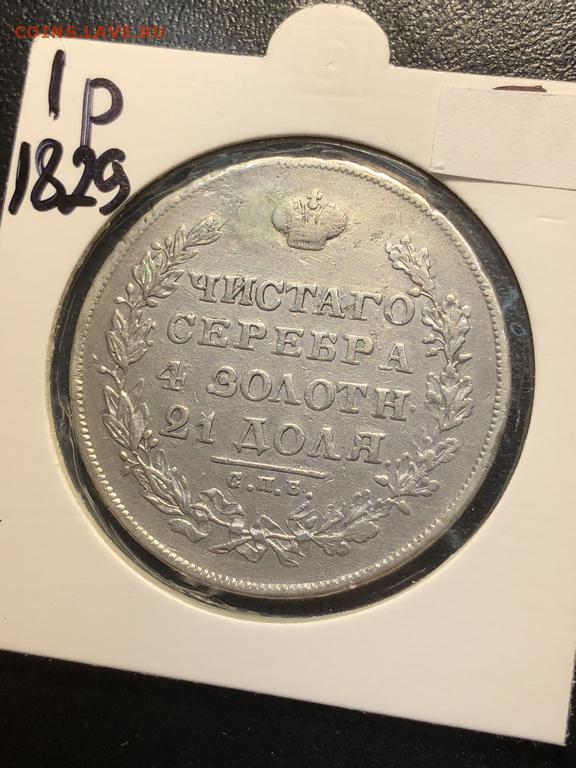 COINS.LAVE.RU
1 р
1829
ЧИСТАГО
СЕРЕБРА
4 ЗОЛОТН.
21 ДОЛЯ.
С.П.Б.